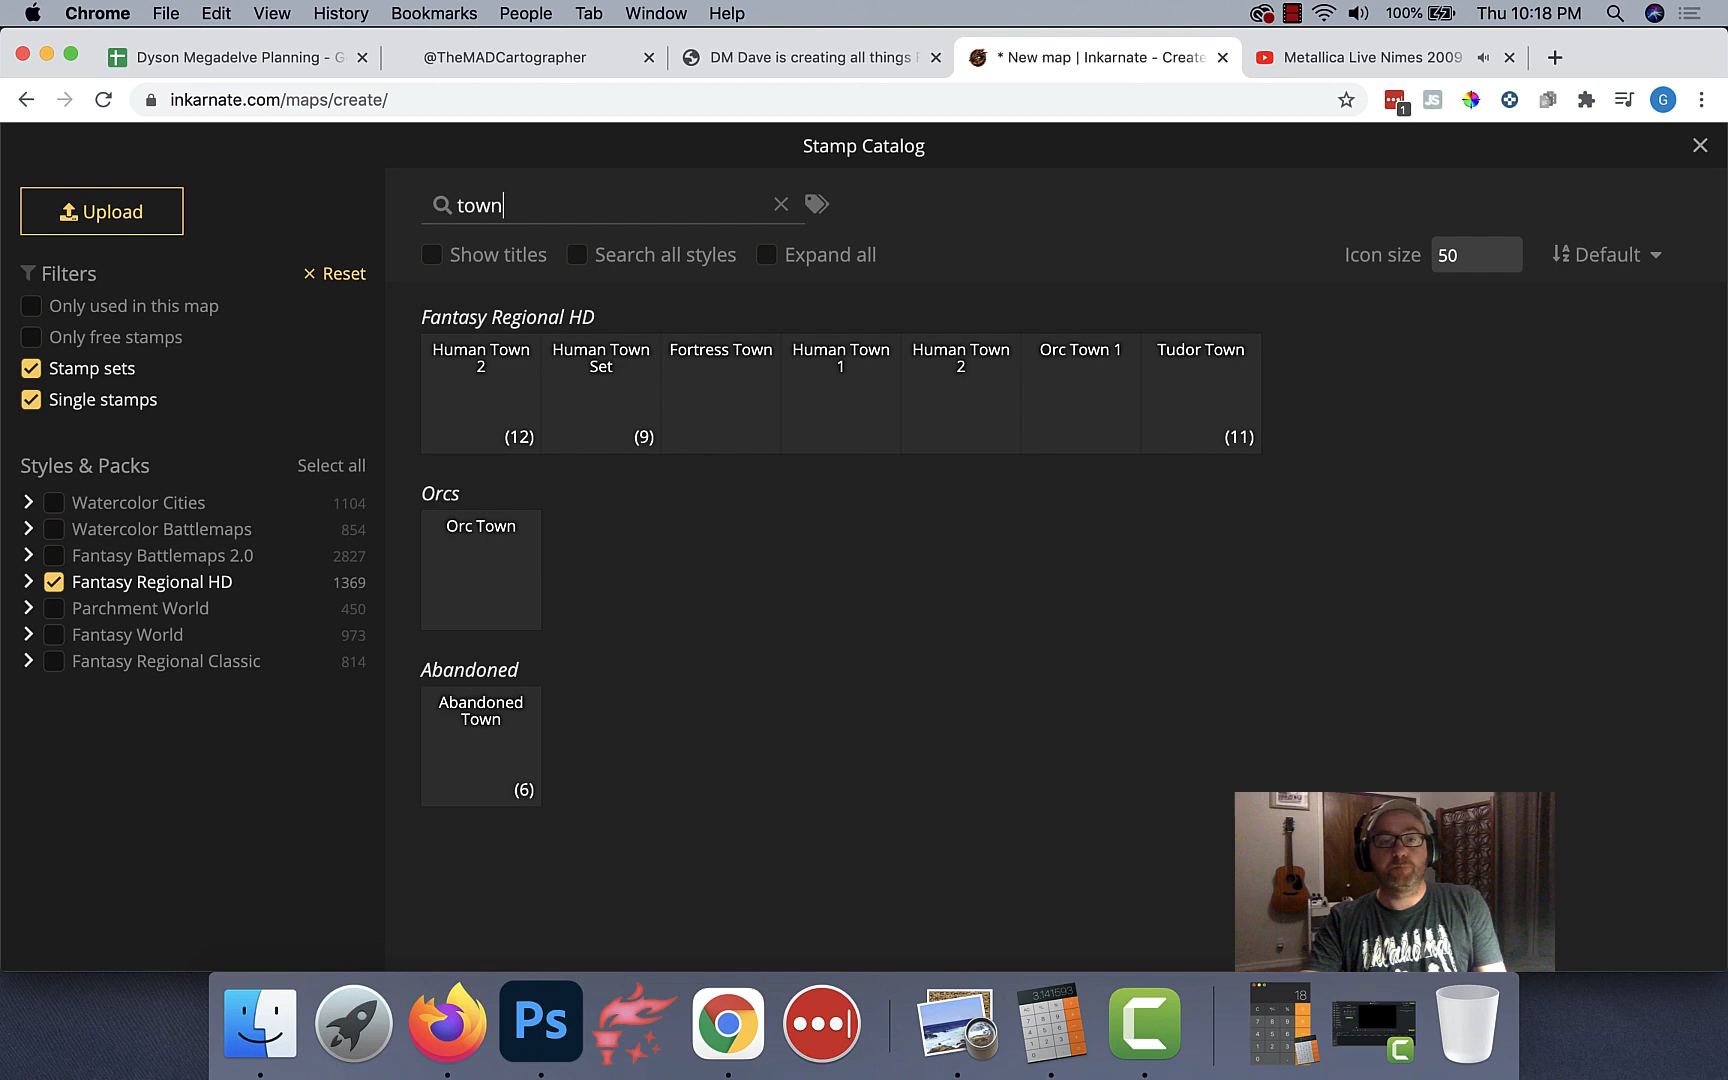 Chrome File Edit View History Bookmarks People Tab Window Help 100% Thu 10:18 PM
Dyson Megadelve Planning - G @TheMADCartographer DM Dave is creating all things * New map | Inkarnate - Create Metallica Live Nimes 2009
inkarnate.com/maps/create/ 1 JS G
Stamp Catalog
Upload
town
Show titles Search all styles Expand all Icon size 50 Default
Filters Reset
Only used in this map
Only free stamps
Stamp sets
Single stamps
Styles & Packs Select all
Watercolor Cities 1104
Watercolor Battlemaps 854
Fantasy Battlemaps 2.0 2827
Fantasy Regional HD 1369
Parchment World 450
Fantasy World 973
Fantasy Regional Classic 814
Fantasy Regional HD
Human Town 2 (12)
Human Town Set (9)
Fortress Town
Human Town 1
Human Town 2
Orc Town 1
Tudor Town (11)
Orcs
Orc Town
Abandoned
Abandoned Town (6)
Ps
3.141593
18